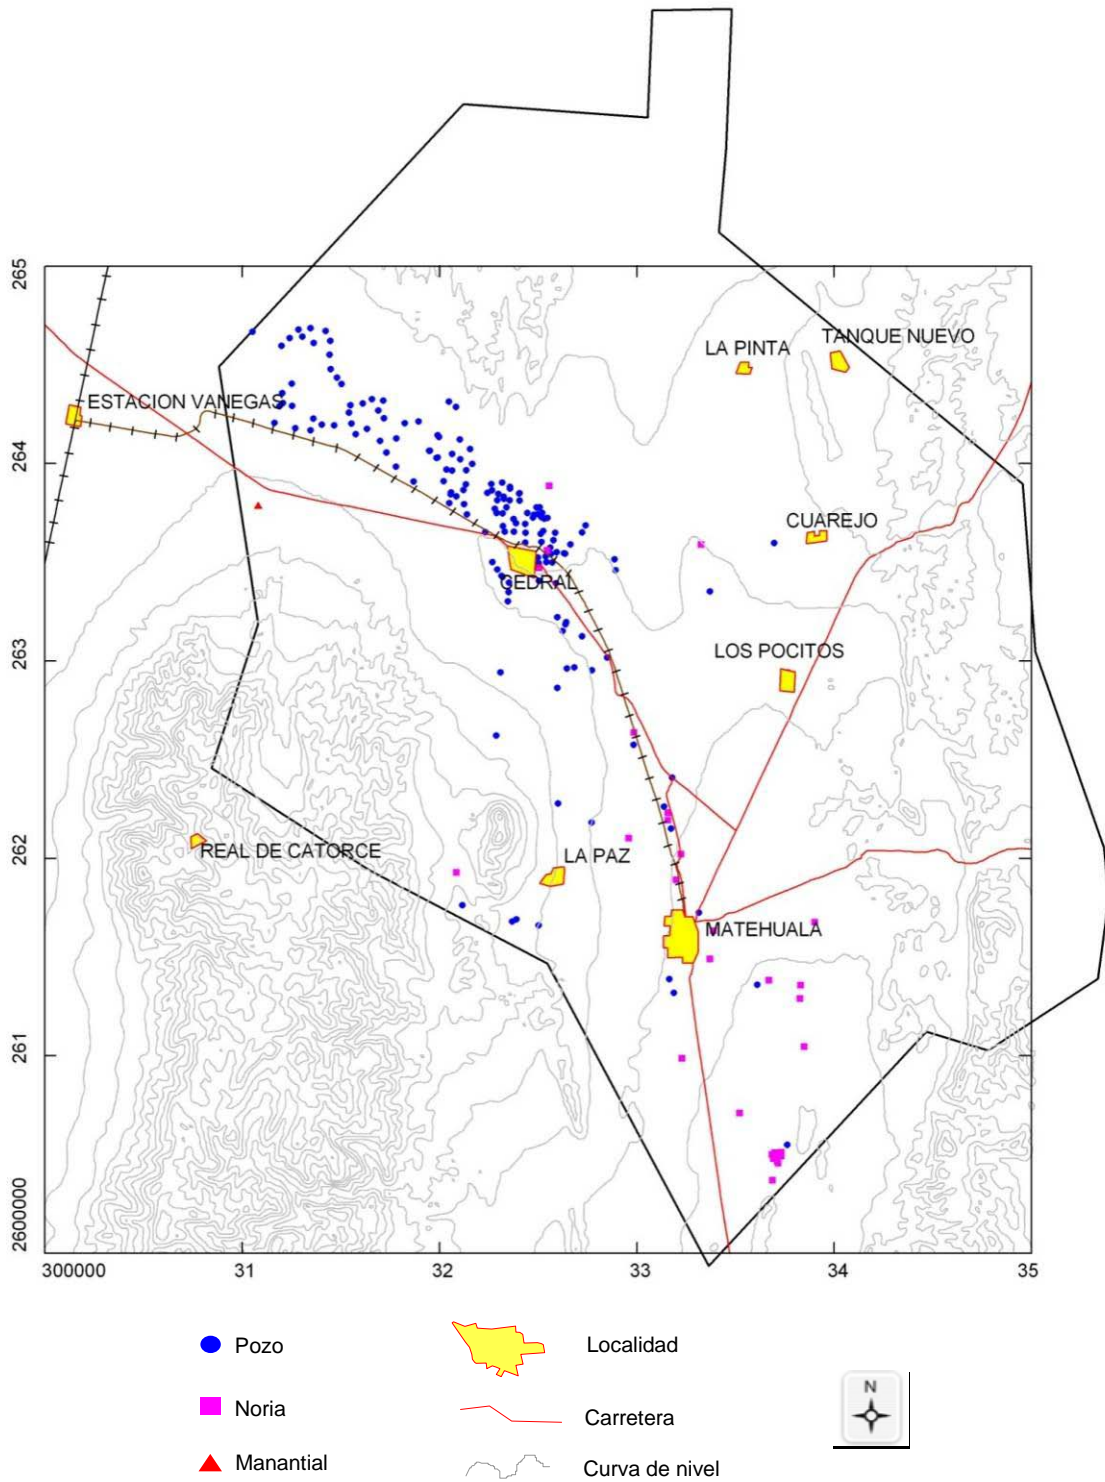 265
TANQUE NUEVO
LA PINTA
ESTACION VANEGAS
264
CUAREJO
CEDRAL
263
LOS POCITOS
262
REAL DE CATORCE
LA PAZ
MATEHUALA
261
2600000
300000
31
32
33
34
35
Pozo
Localidad
N
Noria
Carretera
Manantial
Curva de nivel